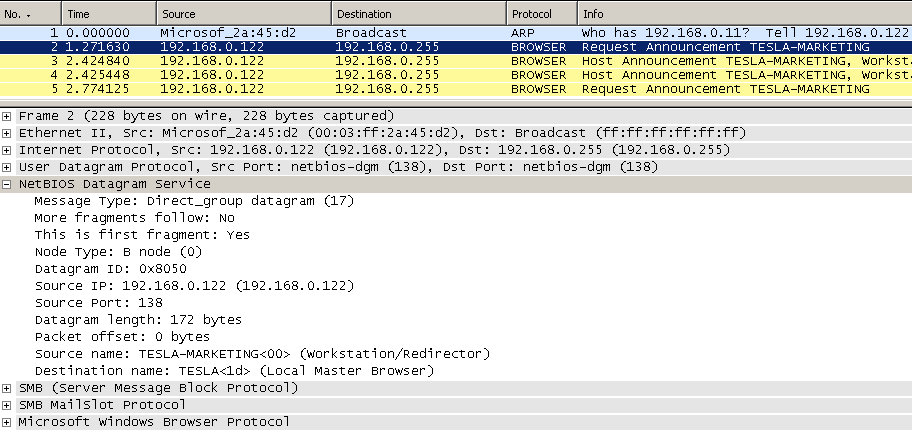 No. Time Source Destination Protocol Info
1 0.000000 Microsof_2a:45:d2 Broadcast ARP Who has 192.168.0.11? Tell 192.168.0.122
2 1.271630 192.168.0.122 192.168.0.255 BROWSER Request Announcement TESLA-MARKETING
3 2.424840 192.168.0.122 192.168.0.255 BROWSER Host Announcement TESLA-MARKETING, Workst
4 2.425448 192.168.0.122 192.168.0.255 BROWSER Host Announcement TESLA-MARKETING, Workst
5 2.774125 192.168.0.122 192.168.0.255 BROWSER Request Announcement TESLA-MARKETING
Frame 2 (228 bytes on wire, 228 bytes captured)
Ethernet II, Src: Microsof_2a:45:d2 (00:03:ff:2a:45:d2), Dst: Broadcast (ff:ff:ff:ff:ff:ff)
Internet Protocol, Src: 192.168.0.122 (192.168.0.122), Dst: 192.168.0.255 (192.168.0.255)
User Datagram Protocol, Src Port: netbios-dgm (138), Dst Port: netbios-dgm (138)
NetBIOS Datagram Service
Message Type: Direct_group datagram (17)
More fragments follow: No
This is first fragment: Yes
Node Type: B node (0)
Datagram ID: 0x8050
Source IP: 192.168.0.122 (192.168.0.122)
Source Port: 138
Datagram length: 172 bytes
Packet offset: 0 bytes
Source name: TESLA-MARKETING<00> (Workstation/Redirector)
Destination name: TESLA<1d> (Local Master Browser)
SMB (Server Message Block Protocol)
SMB MailSlot Protocol
Microsoft Windows Browser Protocol